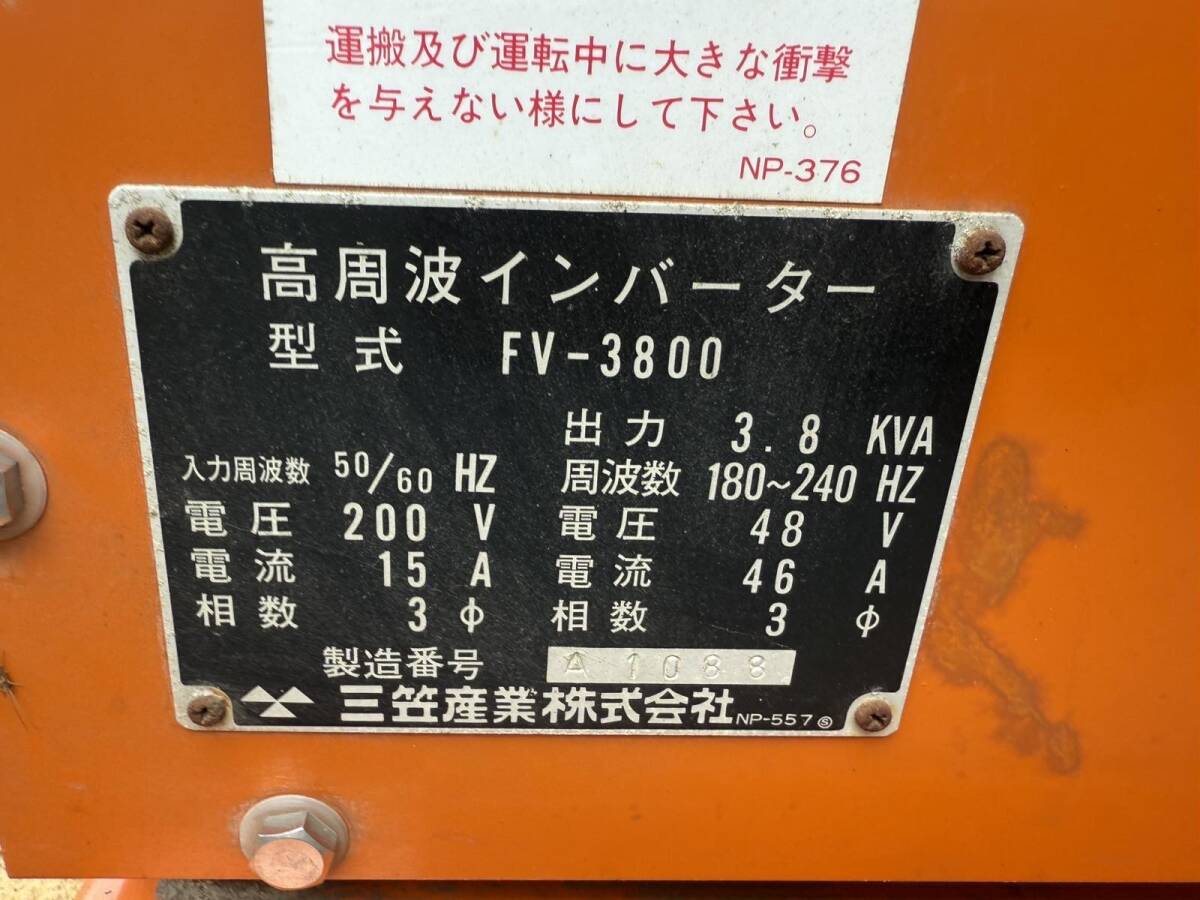 運搬及び運転中に大きな衝撃
を与えない様にして下さい。
NP-376
高周波インバーター
型式 FV-3800
出力 3.8 KVA
入力周波数 50/60 HZ 周波数 180~240 HZ
電圧 200 V 電圧 48 V
電流 15 A 電流 46 A
相数 3 φ 相数 3 φ
製造番号 A1088
三笠産業株式会社 NP-557 Ⓢ